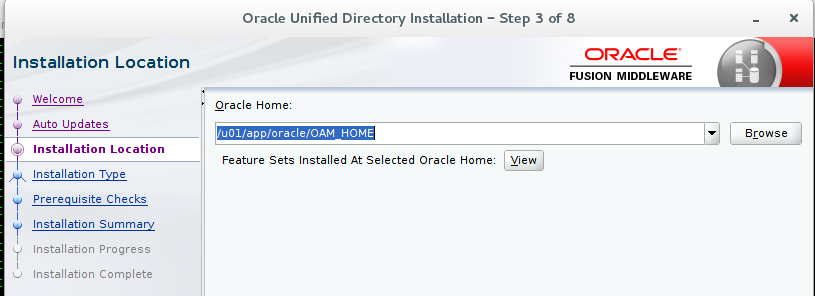 Oracle Unified Directory Installation – Step 3 of 8
Installation Location
ORACLE
FUSION MIDDLEWARE
Welcome
Auto Updates
Installation Location
Installation Type
Prerequisite Checks
Installation Summary
Installation Progress
Installation Complete
Oracle Home:
/u01/app/oracle/OAM_HOME
Browse
Feature Sets Installed At Selected Oracle Home: View